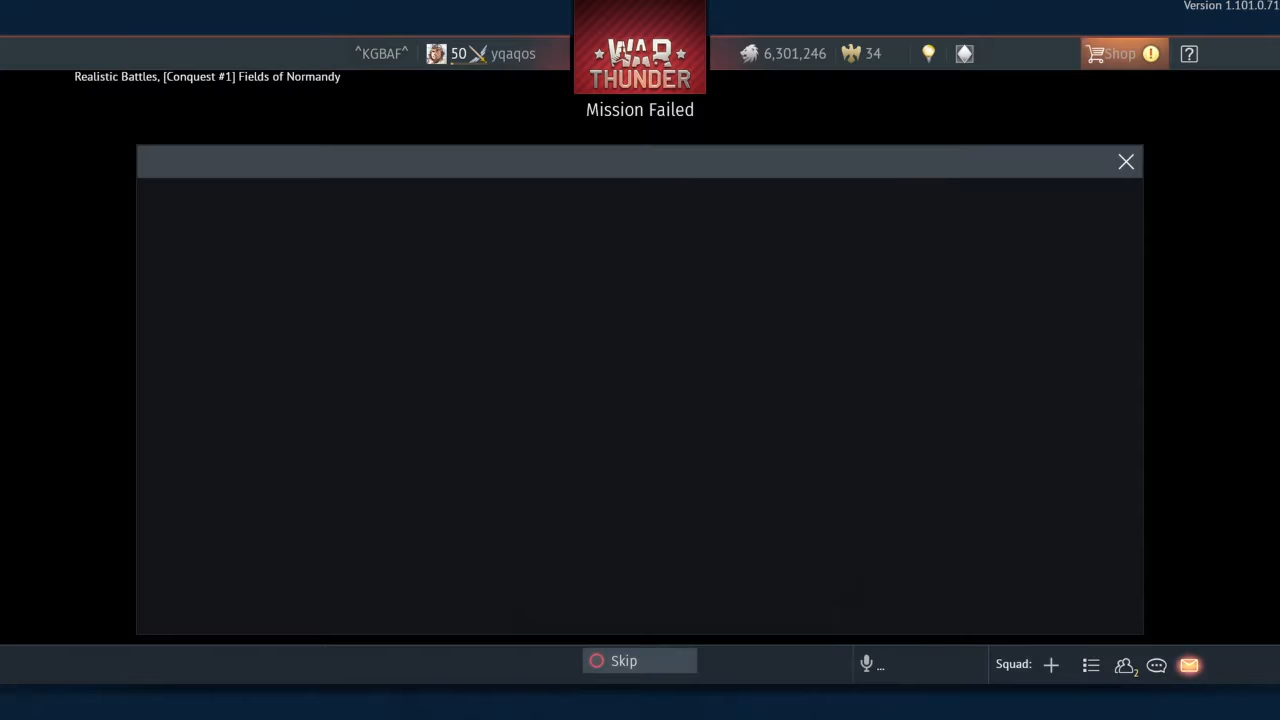 Version 1.101.0.71
^KGBAF^ 50 yqaqos
WAR
THUNDER
6,301,246 34 Shop
Realistic Battles, [Conquest #1] Fields of Normandy
Mission Failed
Skip
...
Squad: 2